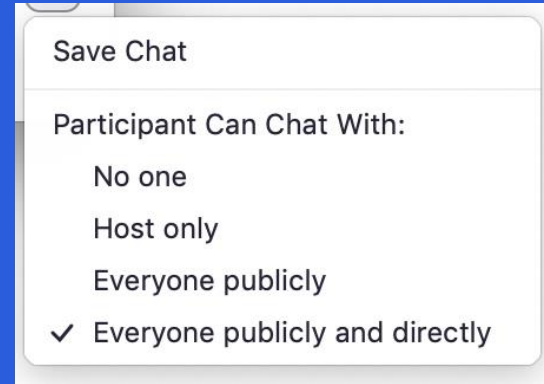 Save Chat
Participant Can Chat With:
No one
Host only
Everyone publicly
Everyone publicly and directly